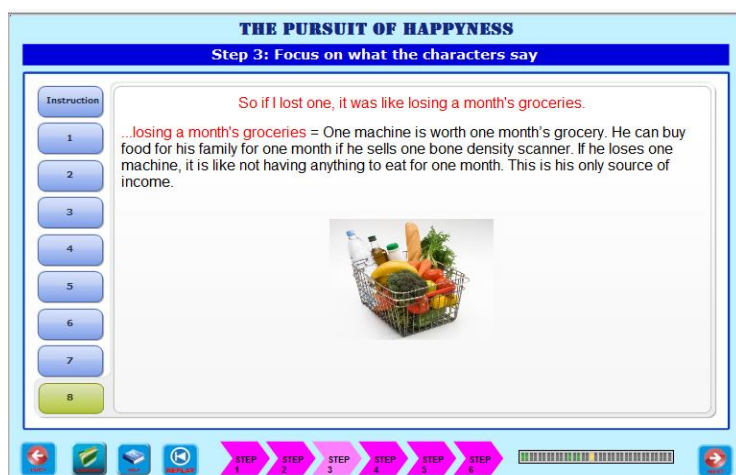 THE PURSUIT OF HAPPYNESS
Step 3: Focus on what the characters say
Instruction
1
2
3
4
5
6
7
8
So if I lost one, it was like losing a month's groceries.
...losing a month's groceries = One machine is worth one month's grocery. He can buy
food for his family for one month if he sells one bone density scanner. If he loses one
machine, it is like not having anything to eat for one month. This is his only source of
income.
REPLAY
STEP
1
STEP
2
STEP
3
STEP
4
STEP
5
STEP
6
NEXT